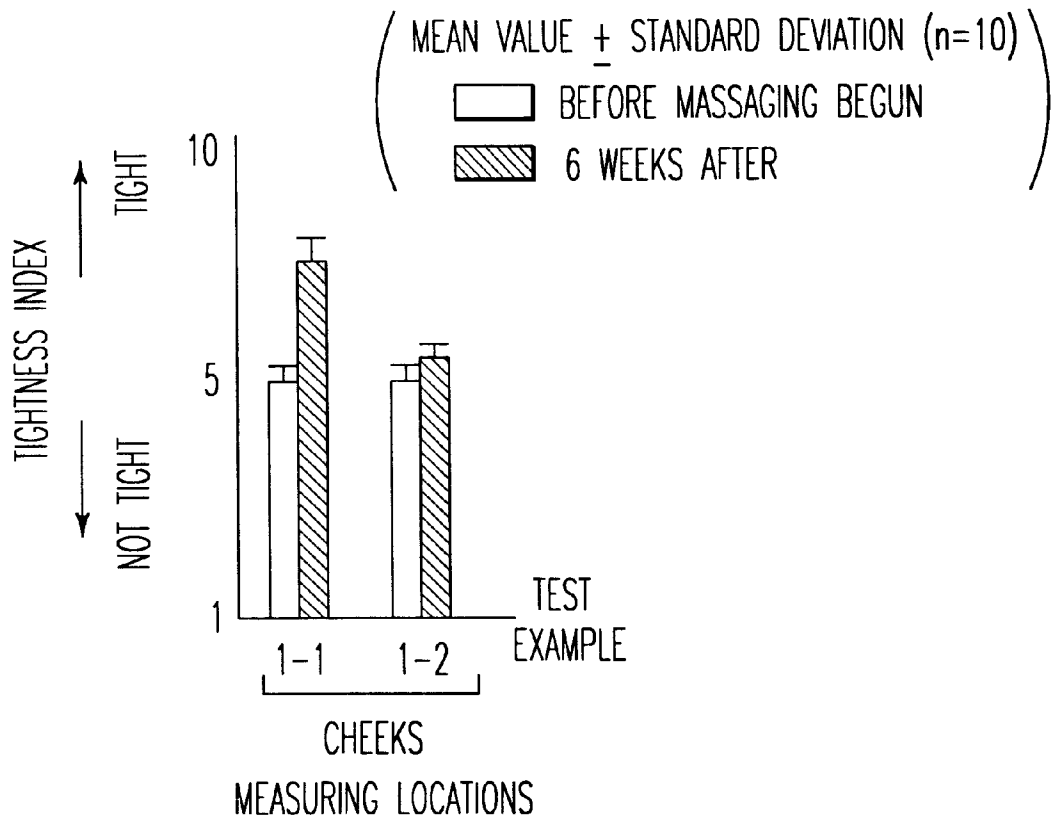 MEAN VALUE ± STANDARD DEVIATION (n=10)
BEFORE MASSAGING BEGUN
6 WEEKS AFTER
TIGHTNESS INDEX
TIGHT
NOT TIGHT
10
5
1
TEST
EXAMPLE
1-1 1-2
CHEEKS
MEASURING LOCATIONS